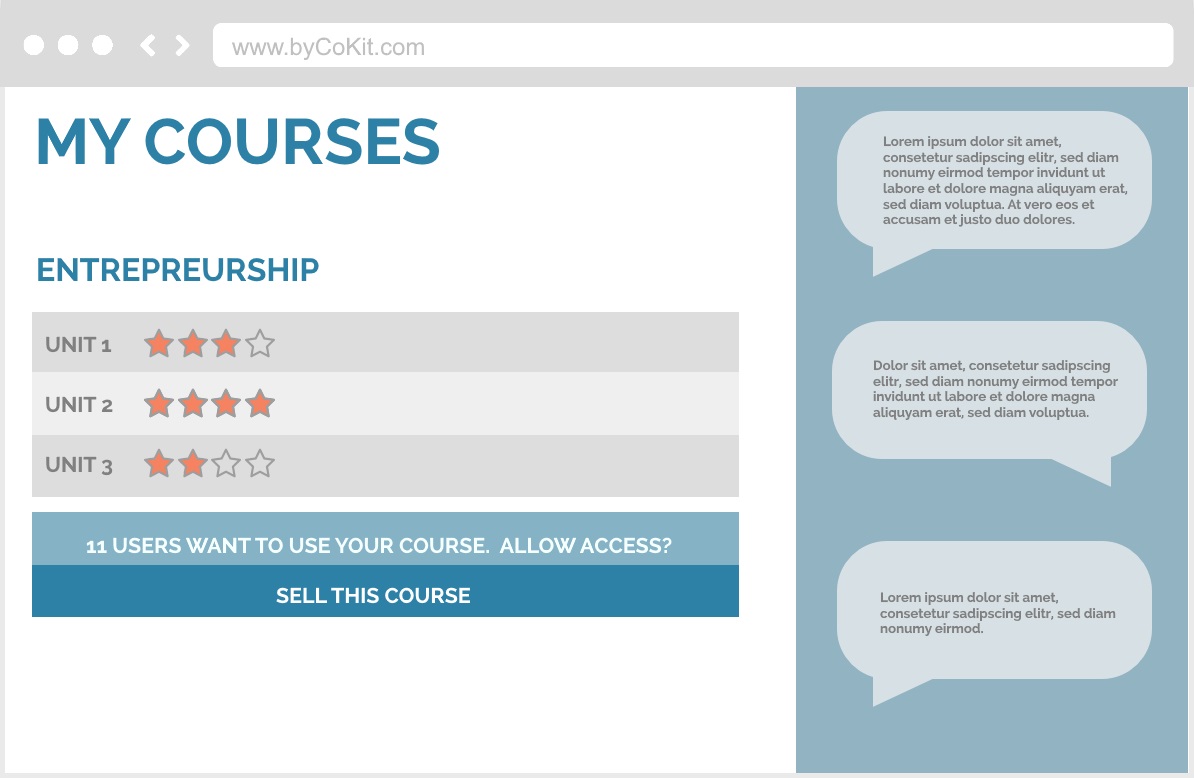 www.byCoKit.com
MY COURSES
ENTREPREURSHIP
UNIT 1
UNIT 2
UNIT 3
11 USERS WANT TO USE YOUR COURSE.  ALLOW ACCESS?
SELL THIS COURSE
Lorem ipsum dolor sit amet,
consetetur sadipscing elitr, sed diam
nonumy eirmod tempor invidunt ut
labore et dolore magna aliquyam erat,
sed diam voluptua. At vero eos et
accusam et justo duo dolores.
Dolor sit amet, consetetur sadipscing
elitr, sed diam nonumy eirmod tempor
invidunt ut labore et dolore magna
aliquyam erat, sed diam voluptua.
Lorem ipsum dolor sit amet,
consetetur sadipscing elitr, sed diam
nonumy eirmod.